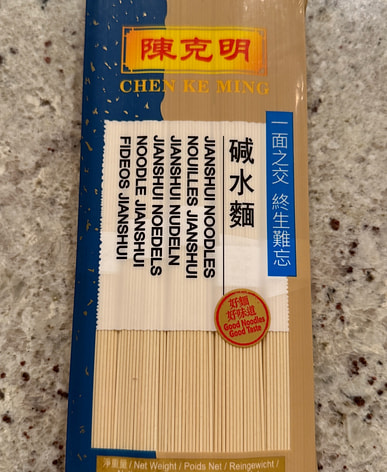 陳克明
CHEN KE MING
一面之交 終生難忘
碱水麵
JIANSHUI NOODLES
NOUILLES JIANSHUI
JIANSHUI NUDELN
JIANSHUI NOEDELS
NOODLE JIANSHUI
FIDEOS JIANSHUI
好麵
好味道
Good Noodles
Good Taste
淨重量 / Net Weight / Poids Net / Reingewicht /